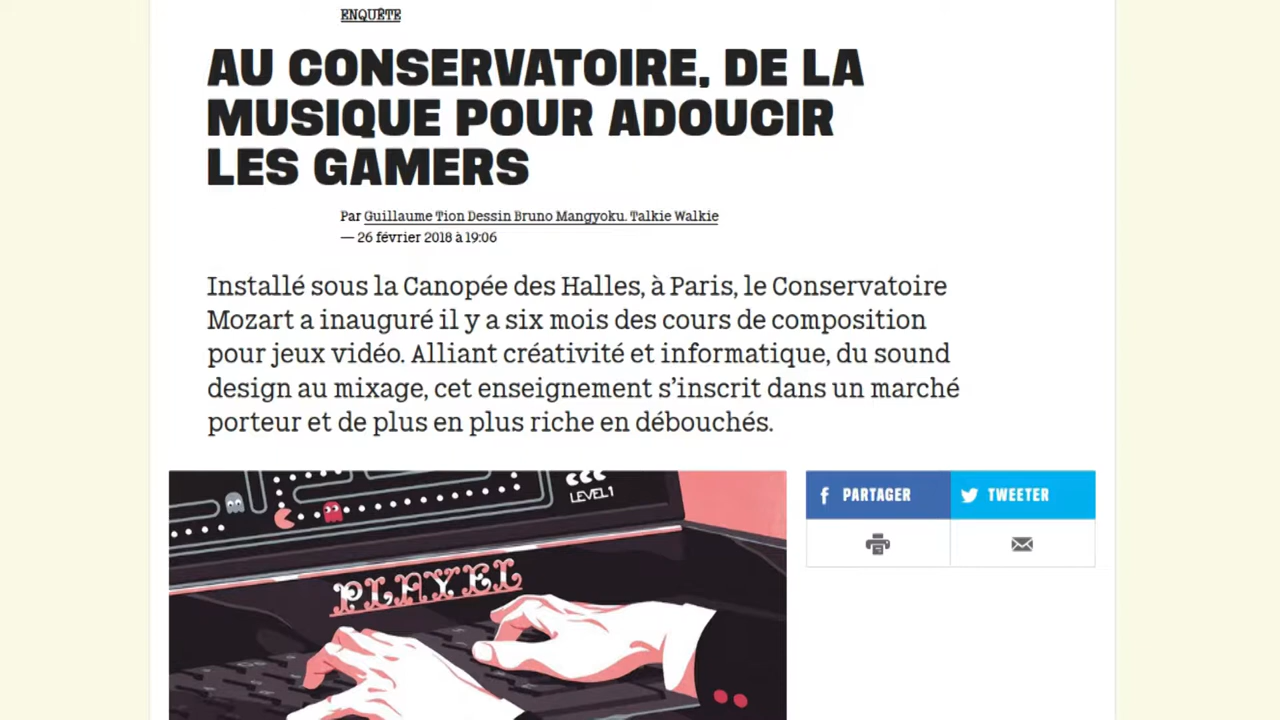 ENQUÊTE
AU CONSERVATOIRE, DE LA
MUSIQUE POUR ADOUCIR
LES GAMERS
Par Guillaume Tion Dessin Bruno Mangyoku. Talkie Walkie
— 26 février 2018 à 19:06
Installé sous la Canopée des Halles, à Paris, le Conservatoire
Mozart a inauguré il y a six mois des cours de composition
pour jeux vidéo. Alliant créativité et informatique, du sound
design au mixage, cet enseignement s’inscrit dans un marché
porteur et de plus en plus riche en débouchés.
LEVEL 1
PLAYEL
PARTAGER
TWEETER